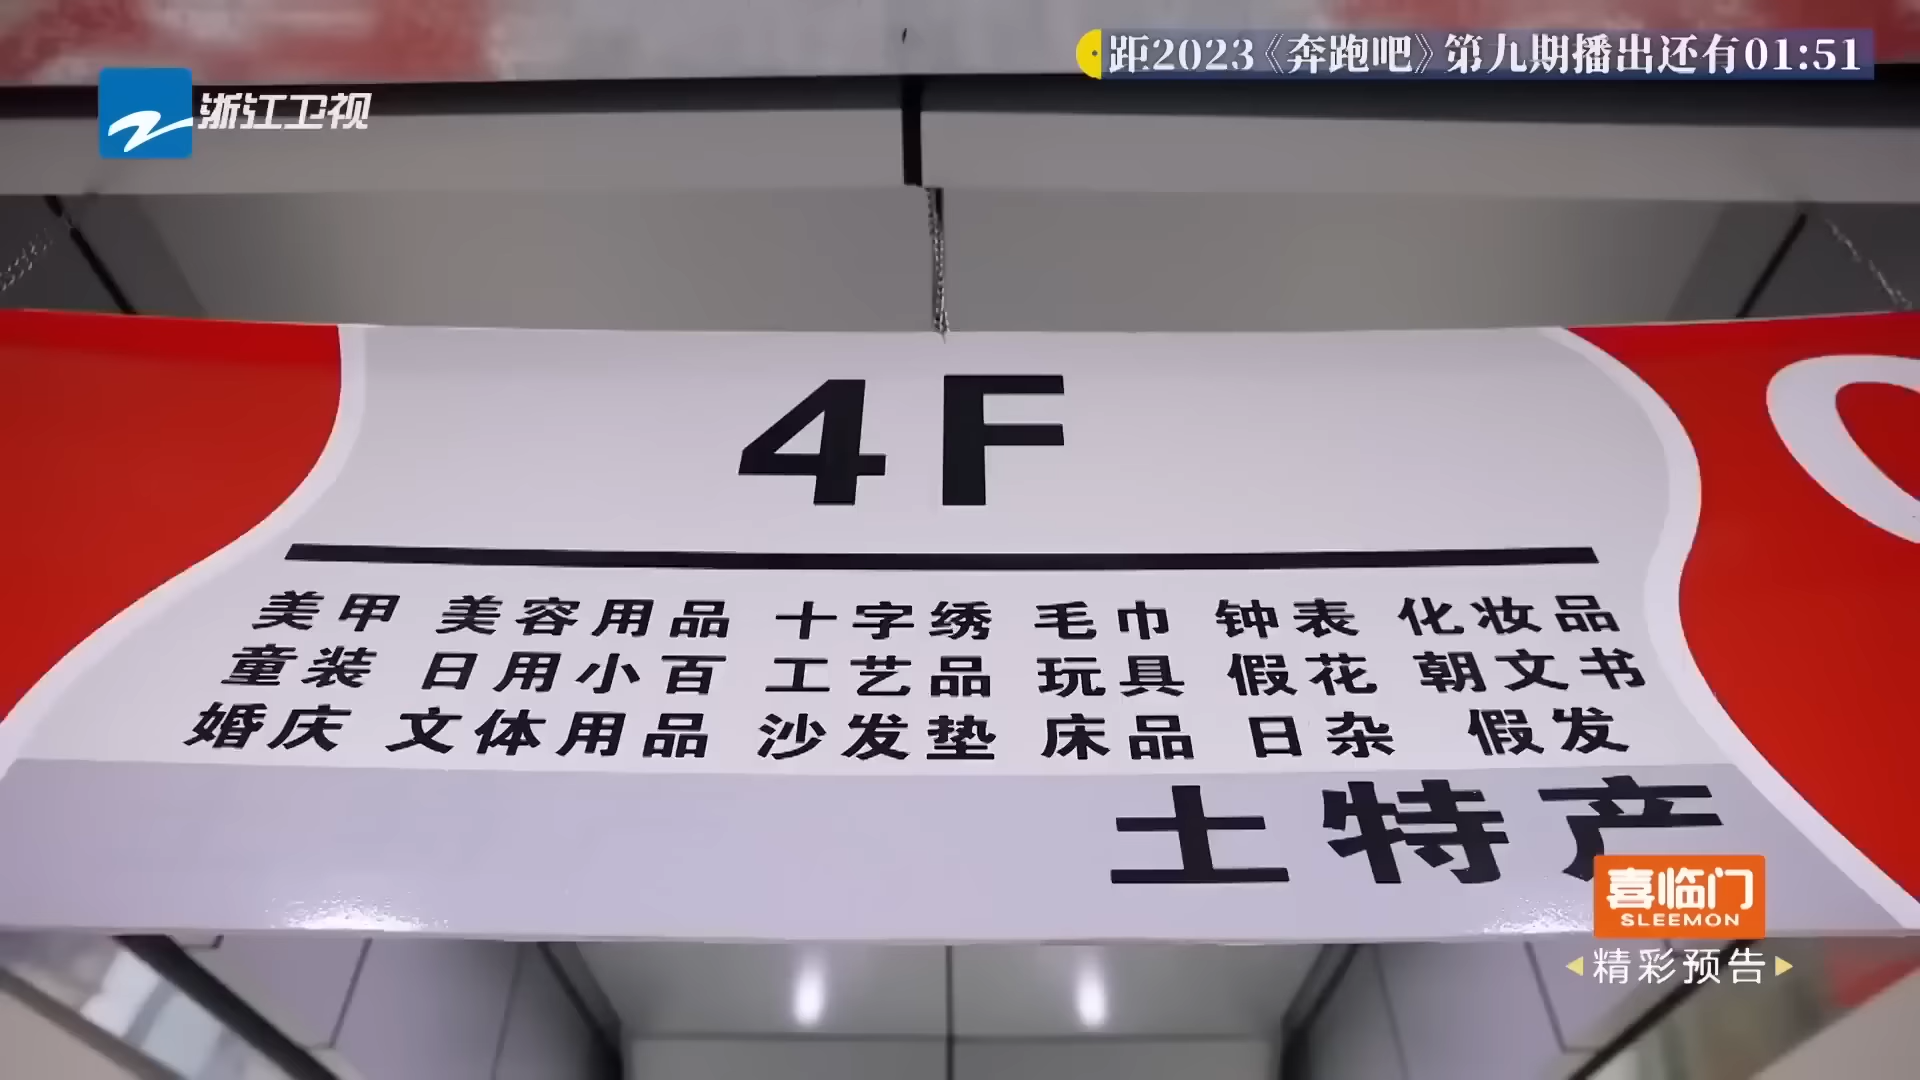 距2023《奔跑吧》第九期播出还有01:51
浙江卫视
4F
美甲 美容用品 十字绣 毛巾 钟表 化妆品
童装 日用小百 工艺品 玩具 假花 朝文书
婚庆 文体用品 沙发垫 床品 日杂 假发
土特产
喜临门
SLEEMON
精彩预告